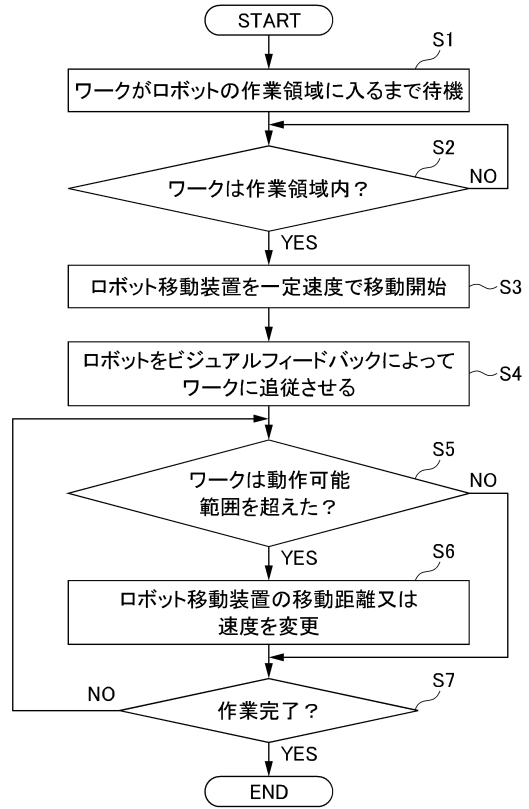 START
S1
ワークがロボットの作業領域に入るまで待機
S2
ワークは作業領域内？
NO
YES
ロボット移動装置を一定速度で移動開始
S3
ロボットをビジュアルフィードバックによって
ワークに追従させる
S4
S5
ワークは動作可能
範囲を超えた？
NO
YES
S6
ロボット移動装置の移動距離又は
速度を変更
S7
NO
作業完了？
YES
END